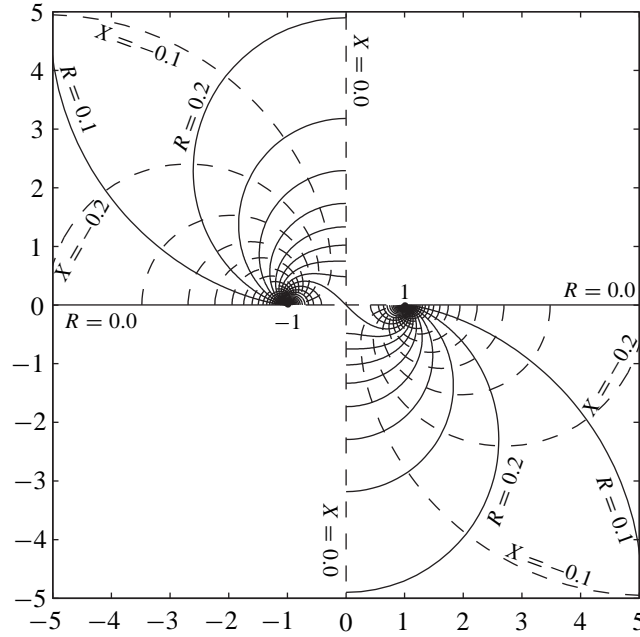 5
4
3
2
1
0
−1
−2
−3
−4
−5
−5 −4 −3 −2 −1 0 1 2 3 4 5
X = −0.1
R = 0.1
R = 0.2
X = −0.2
X = 0.0
R = 0.0
−1
1
R = 0.0
X = −0.2
R = 0.2
R = 0.1
X = −0.1
X = 0.0